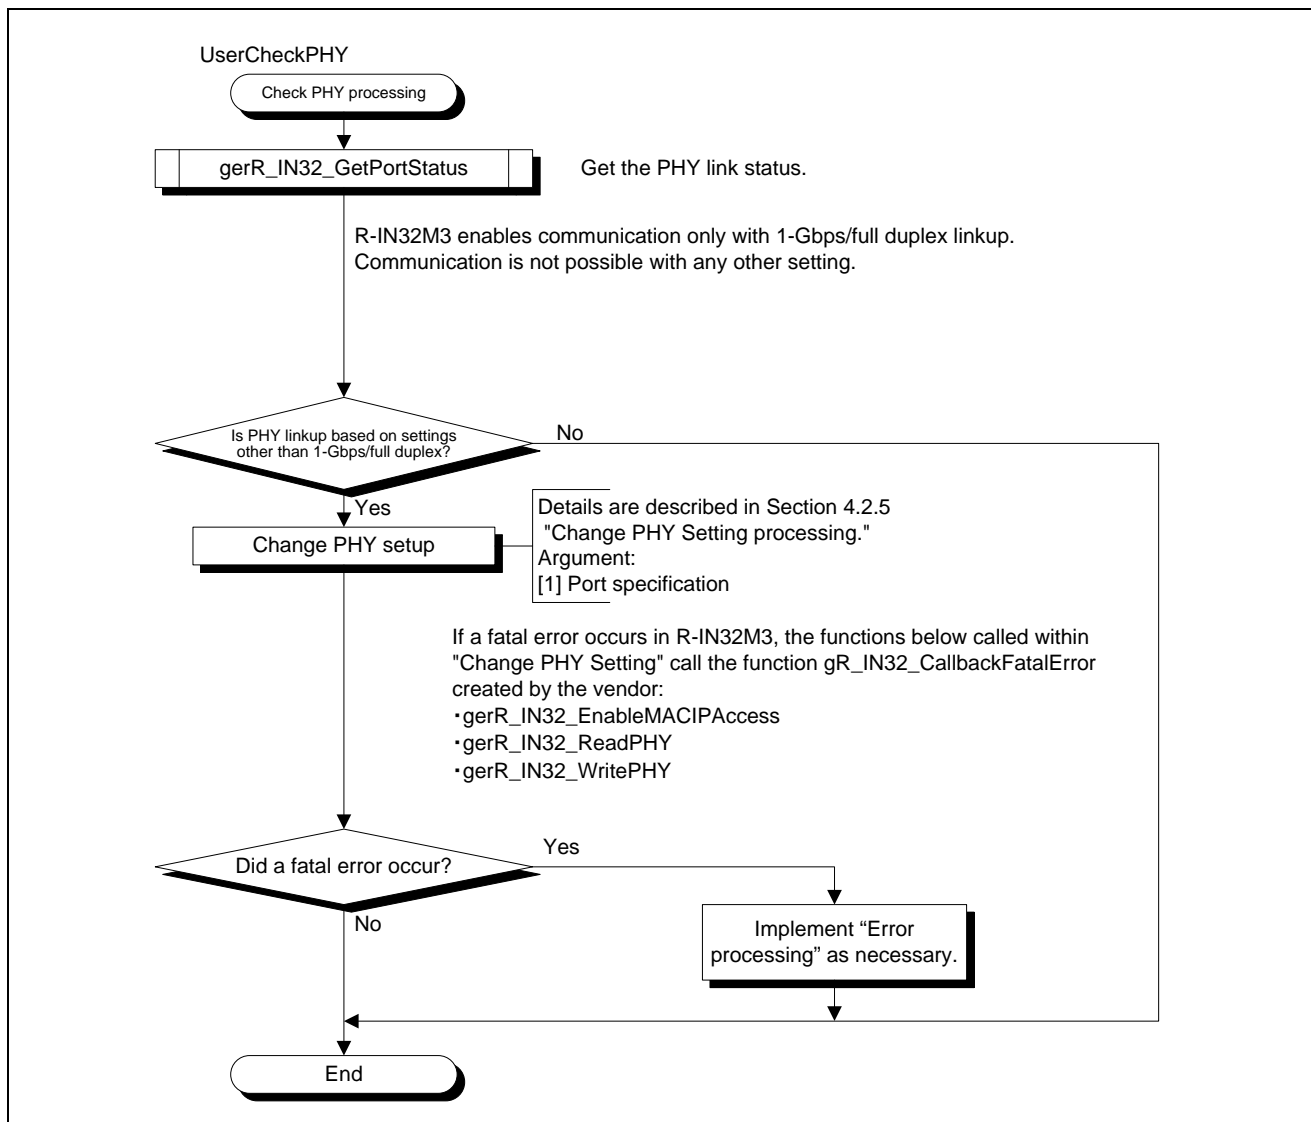 UserCheckPHY
Check PHY processing
gerR_IN32_GetPortStatus
Get the PHY link status.
R-IN32M3 enables communication only with 1-Gbps/full duplex linkup.
Communication is not possible with any other setting.
Is PHY linkup based on settings
other than 1-Gbps/full duplex?
No
Yes
Change PHY setup
Details are described in Section 4.2.5
"Change PHY Setting processing."
Argument:
[1] Port specification
If a fatal error occurs in R-IN32M3, the functions below called within
"Change PHY Setting" call the function gR_IN32_CallbackFatalError
created by the vendor:
・gerR_IN32_EnableMACIPAccess
・gerR_IN32_ReadPHY
・gerR_IN32_WritePHY
Did a fatal error occur?
Yes
No
Implement “Error
processing” as necessary.
End